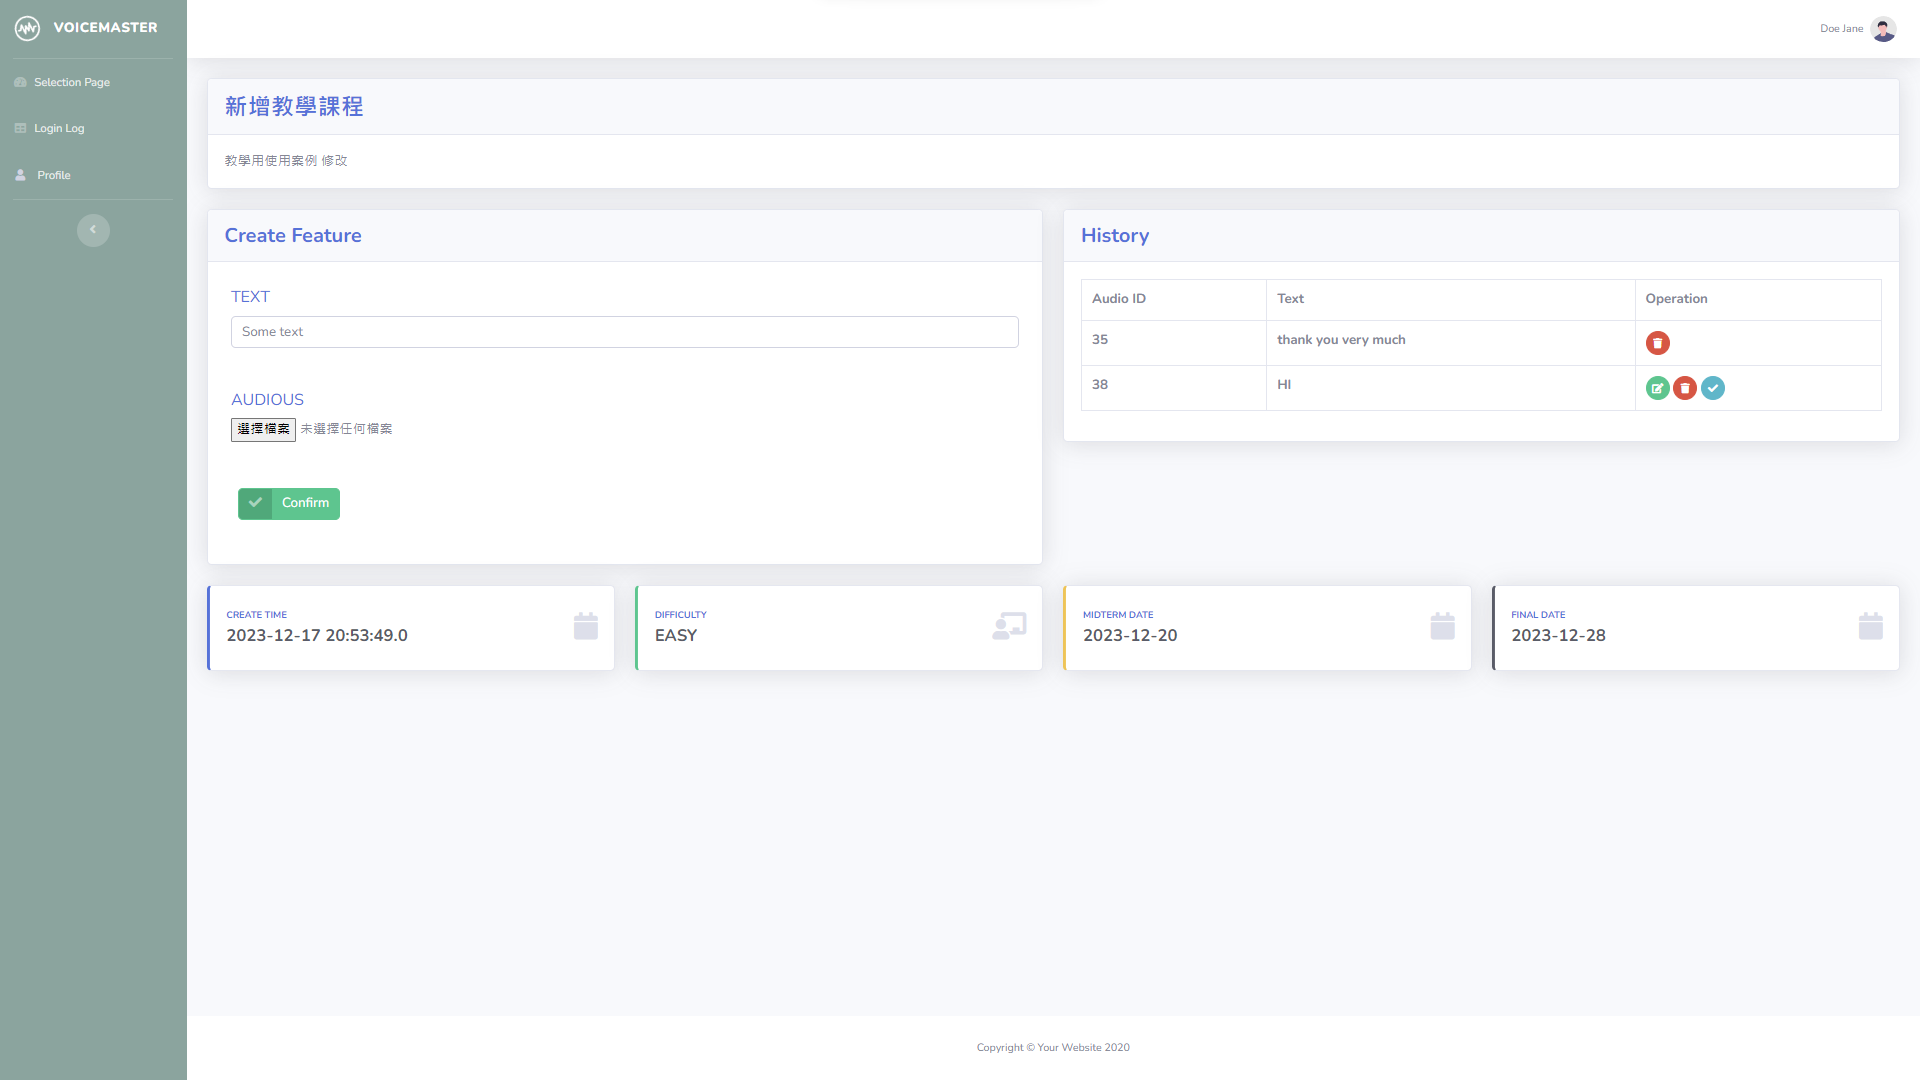 VOICEMASTER
Selection Page
Login Log
Profile
Doe Jane
新增教學課程
教學用使用案例 修改
Create Feature
TEXT
Some text
AUDIOUS
選擇檔案 未選擇任何檔案
Confirm
History
Audio ID Text Operation
35 thank you very much
38 HI
CREATE TIME
2023-12-17 20:53:49.0
DIFFICULTY
EASY
MIDTERM DATE
2023-12-20
FINAL DATE
2023-12-28
Copyright © Your Website 2020